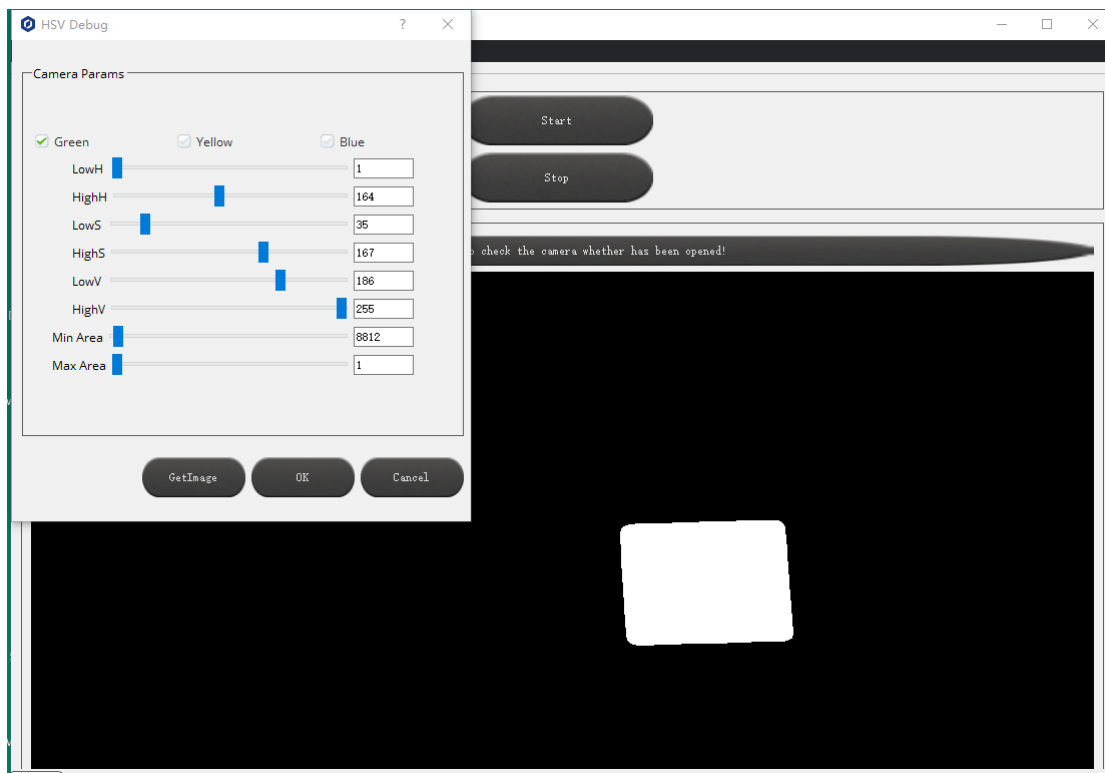 HSV Debug
Camera Params
Green Yellow Blue
LowH 1
HighH 164
LowS 35
HighS 167
LowV 186
HighV 255
Min Area 8812
Max Area 1
GetImage OK Cancel
Start
Stop
check the camera whether has been opened!